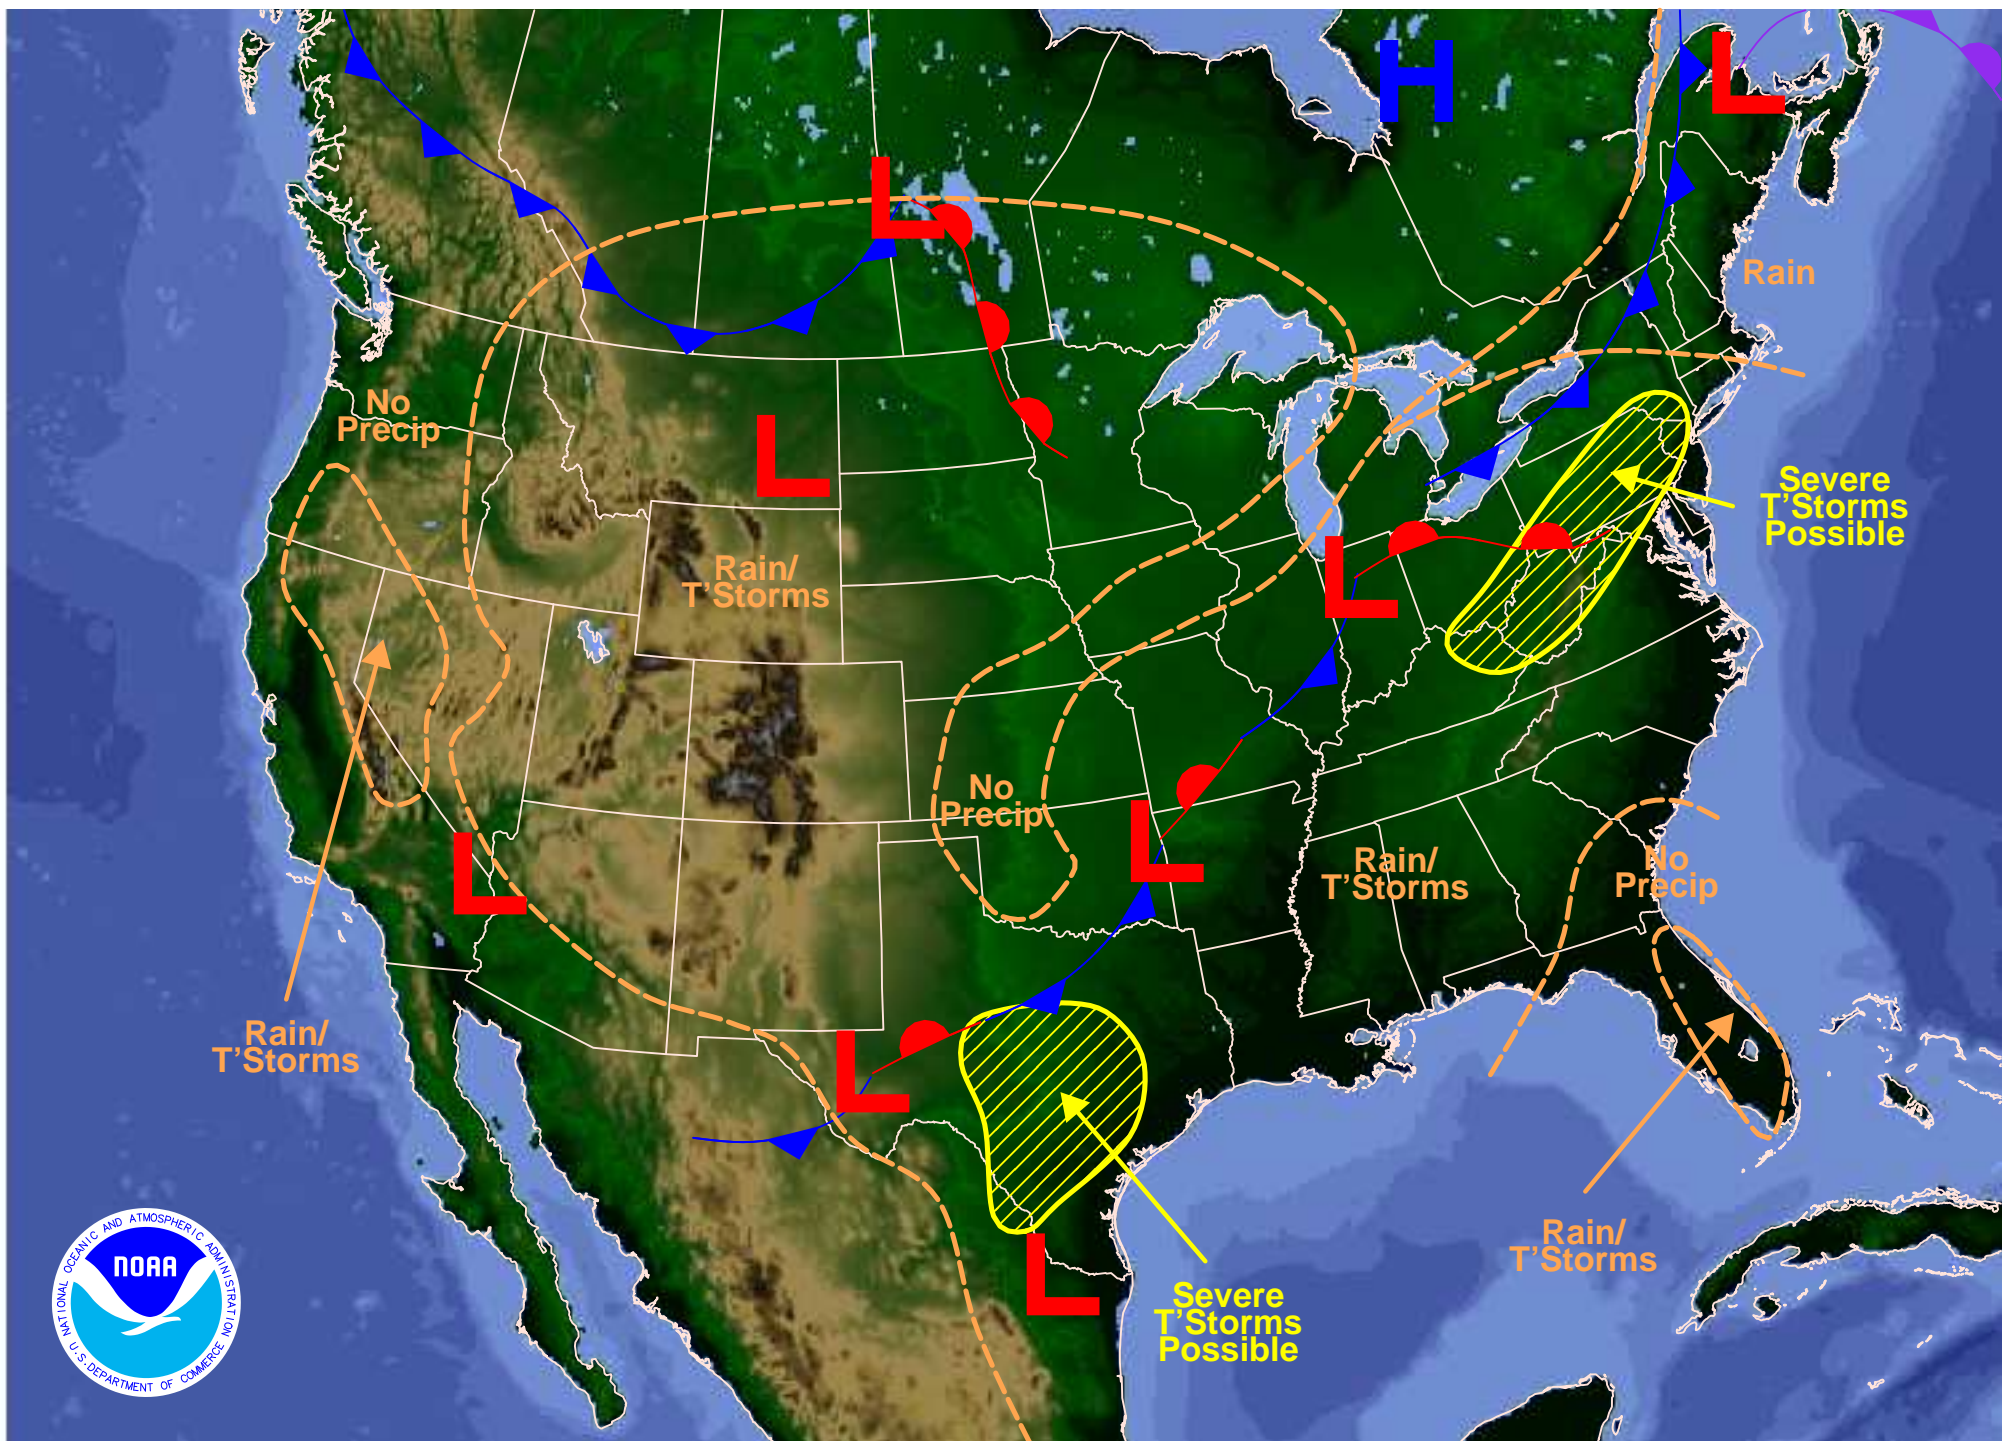 H
L
L
Rain
No
Precip
L
Severe
T'Storms
Possible
Rain/
T'Storms
L
No
Precip
L
Rain/
T'Storms
No
Precip
L
Rain/
T'Storms
L
Rain/
T'Storms
L
Severe
T'Storms
Possible
NOAA
NATIONAL OCEANIC AND ATMOSPHERIC ADMINISTRATION
U.S. DEPARTMENT OF COMMERCE